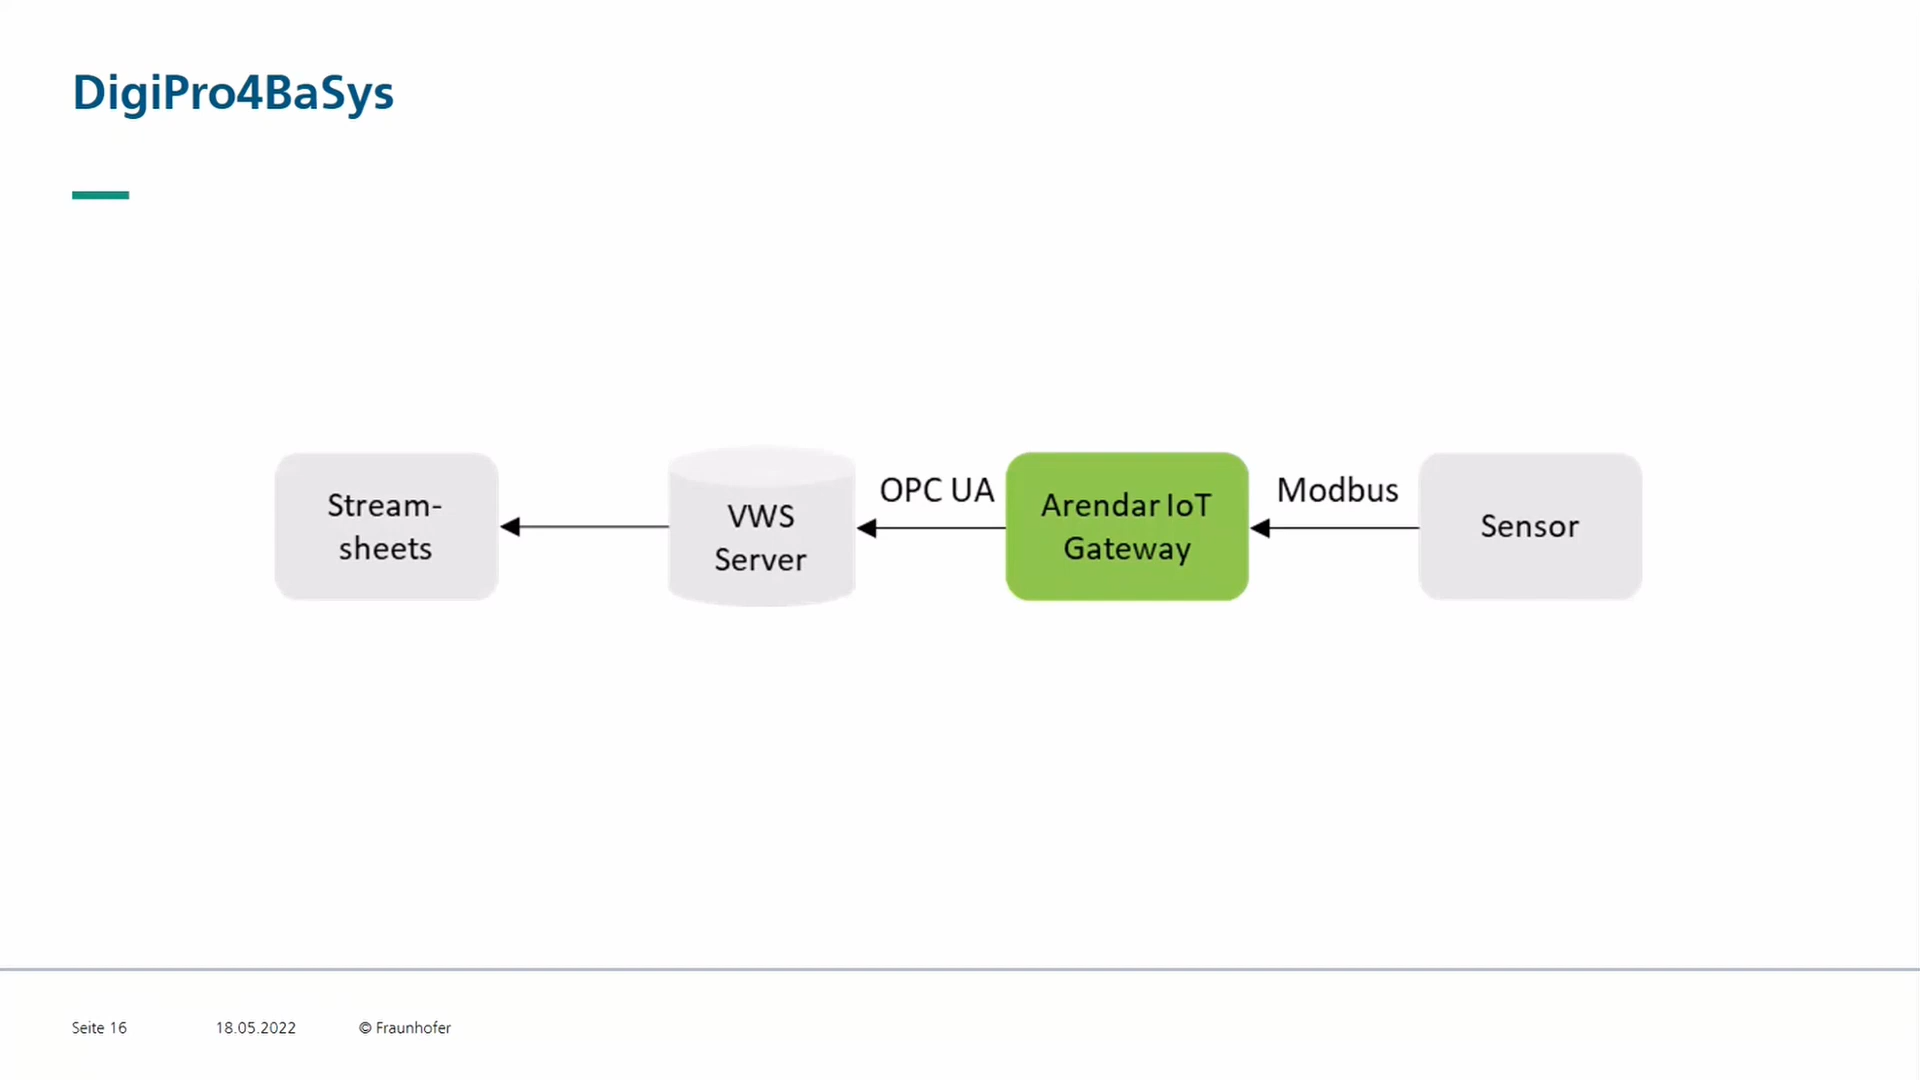 DigiPro4BaSys
Stream-
sheets
VWS
Server
OPC UA
Arendar IoT
Gateway
Modbus
Sensor
Seite 16
18.05.2022
© Fraunhofer